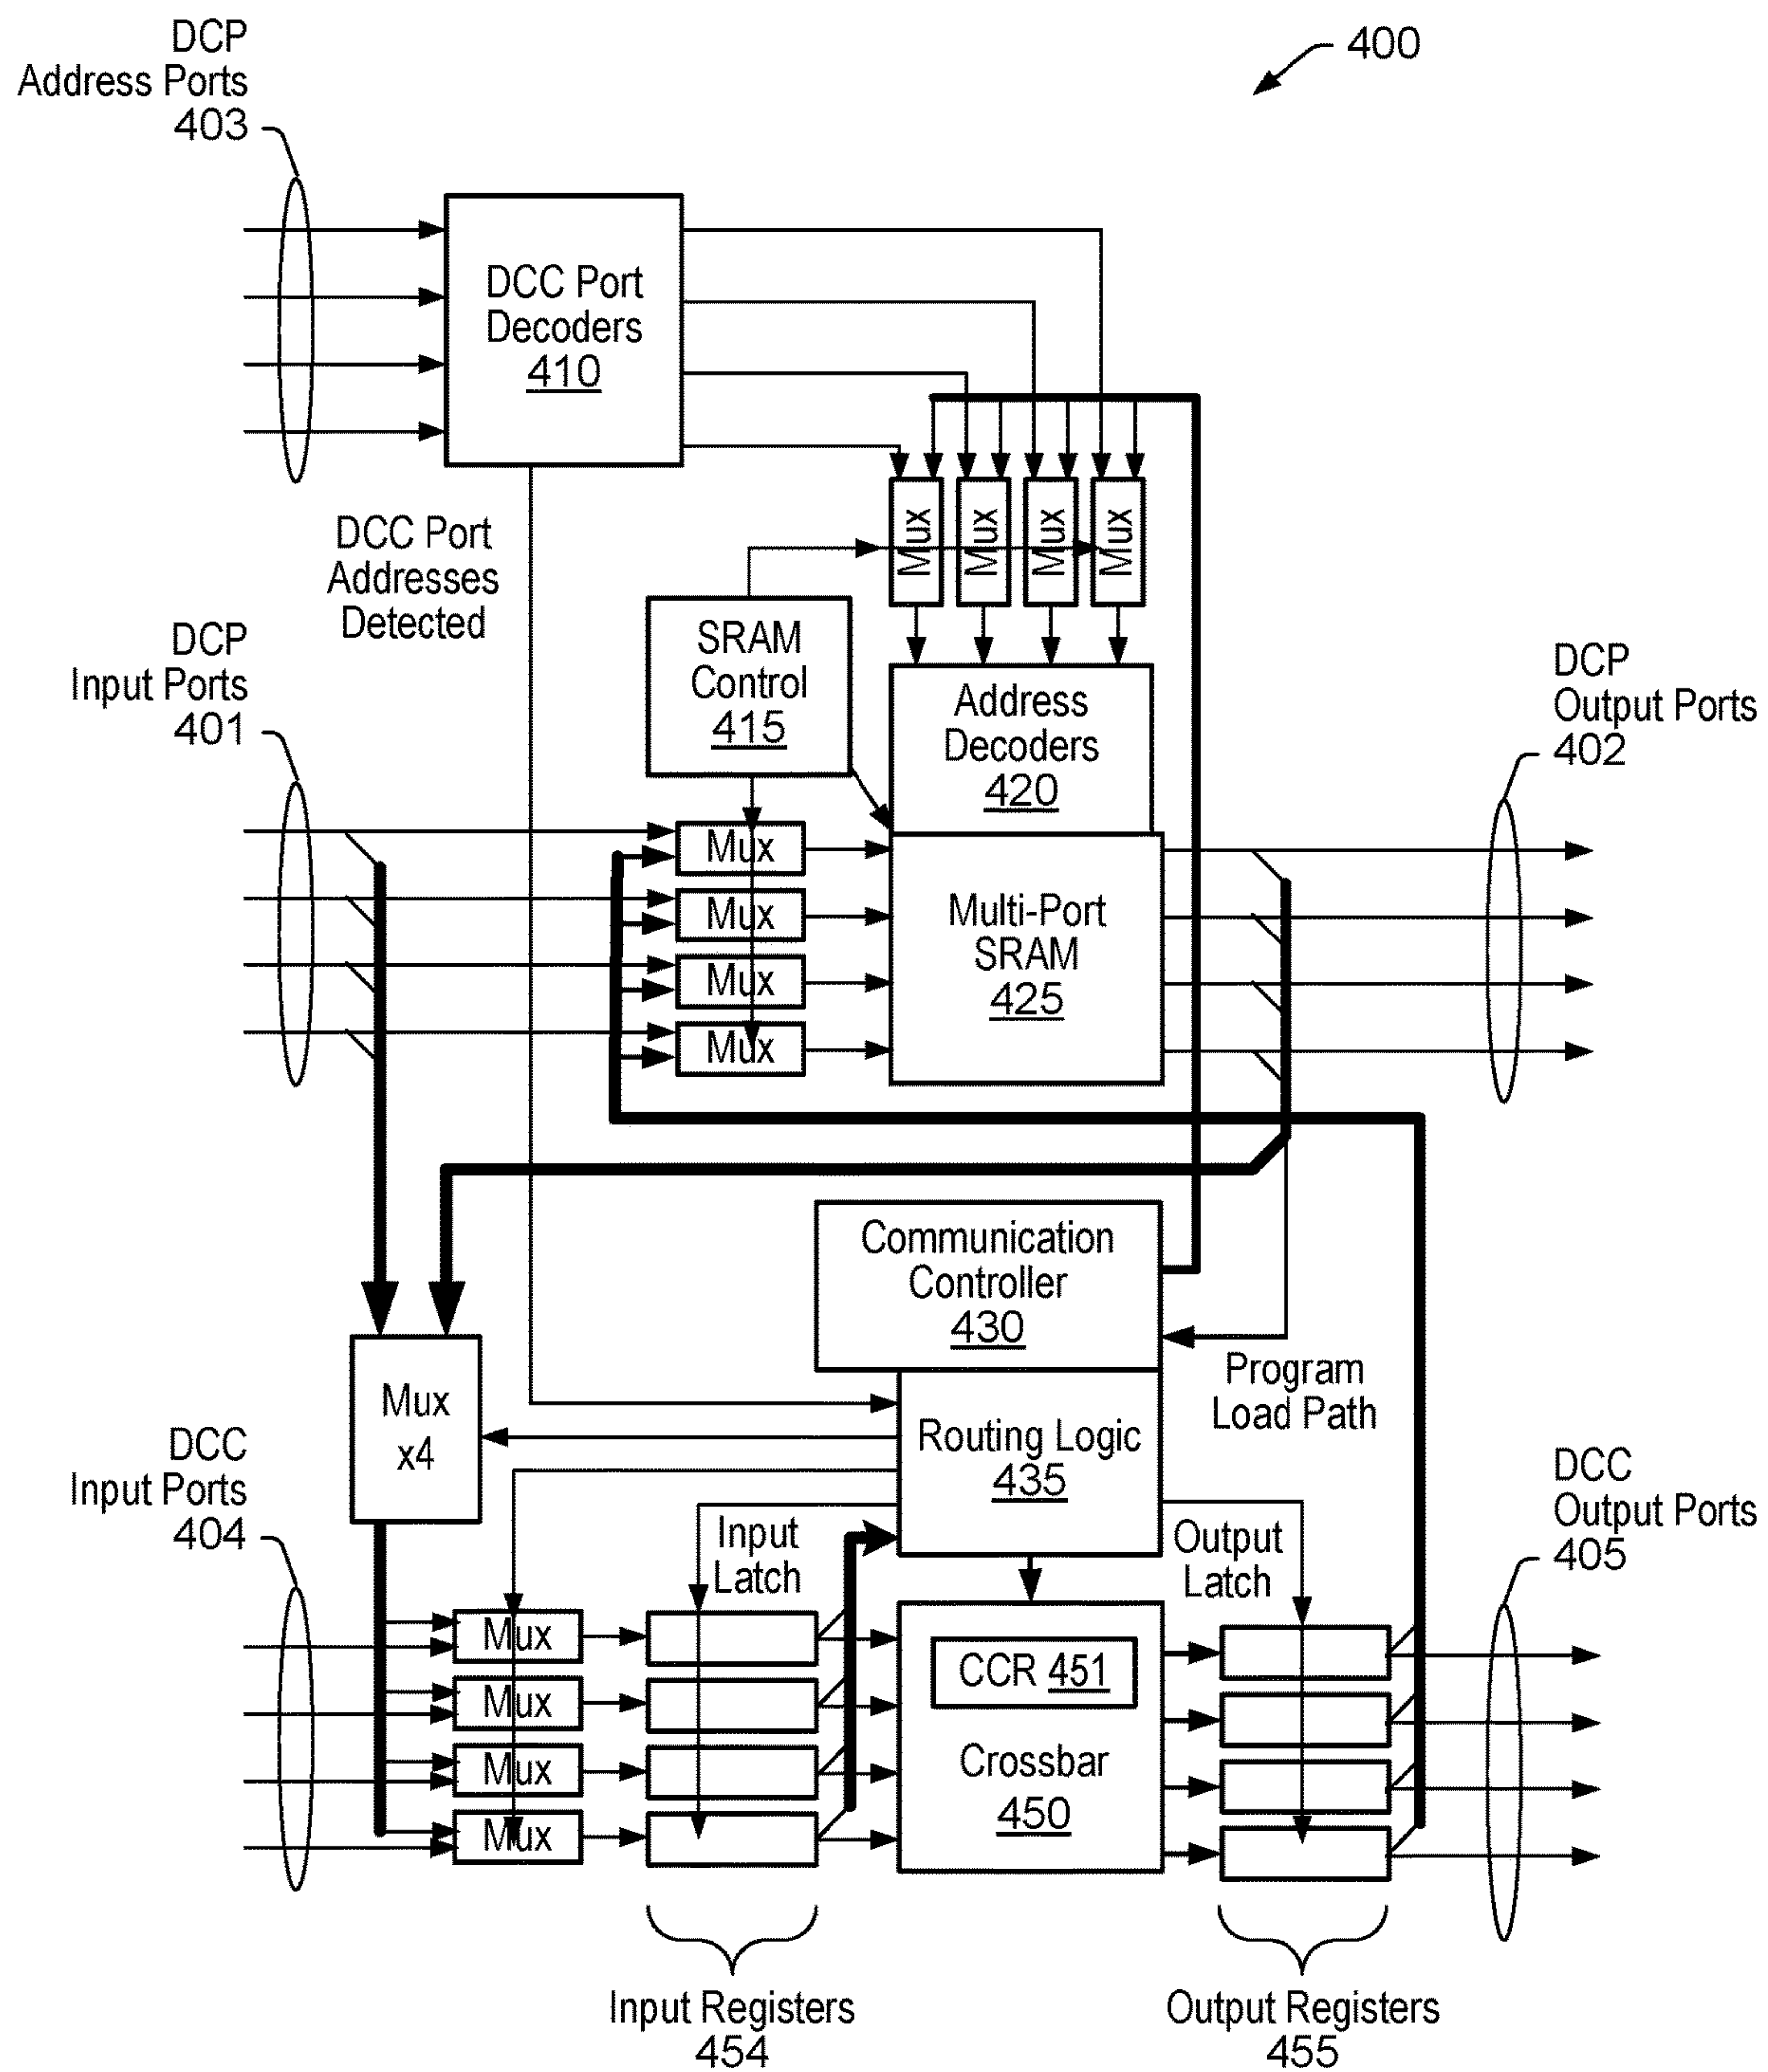 DCP
Address Ports
403
400
DCC Port
Decoders
410
DCC Port
Addresses
Detected
Mux
Mux
Mux
Mux
SRAM
Control
415
DCP
Input Ports
401
Address
Decoders
420
DCP
Output Ports
402
Mux
Mux
Mux
Mux
Multi-Port
SRAM
425
Communication
Controller
430
Program
Load Path
Mux
x4
Routing Logic
435
DCC
Input Ports
404
Input
Latch
Output
Latch
DCC
Output Ports
405
Mux
Mux
Mux
Mux
CCR 451
Crossbar
450
Input Registers
454
Output Registers
455